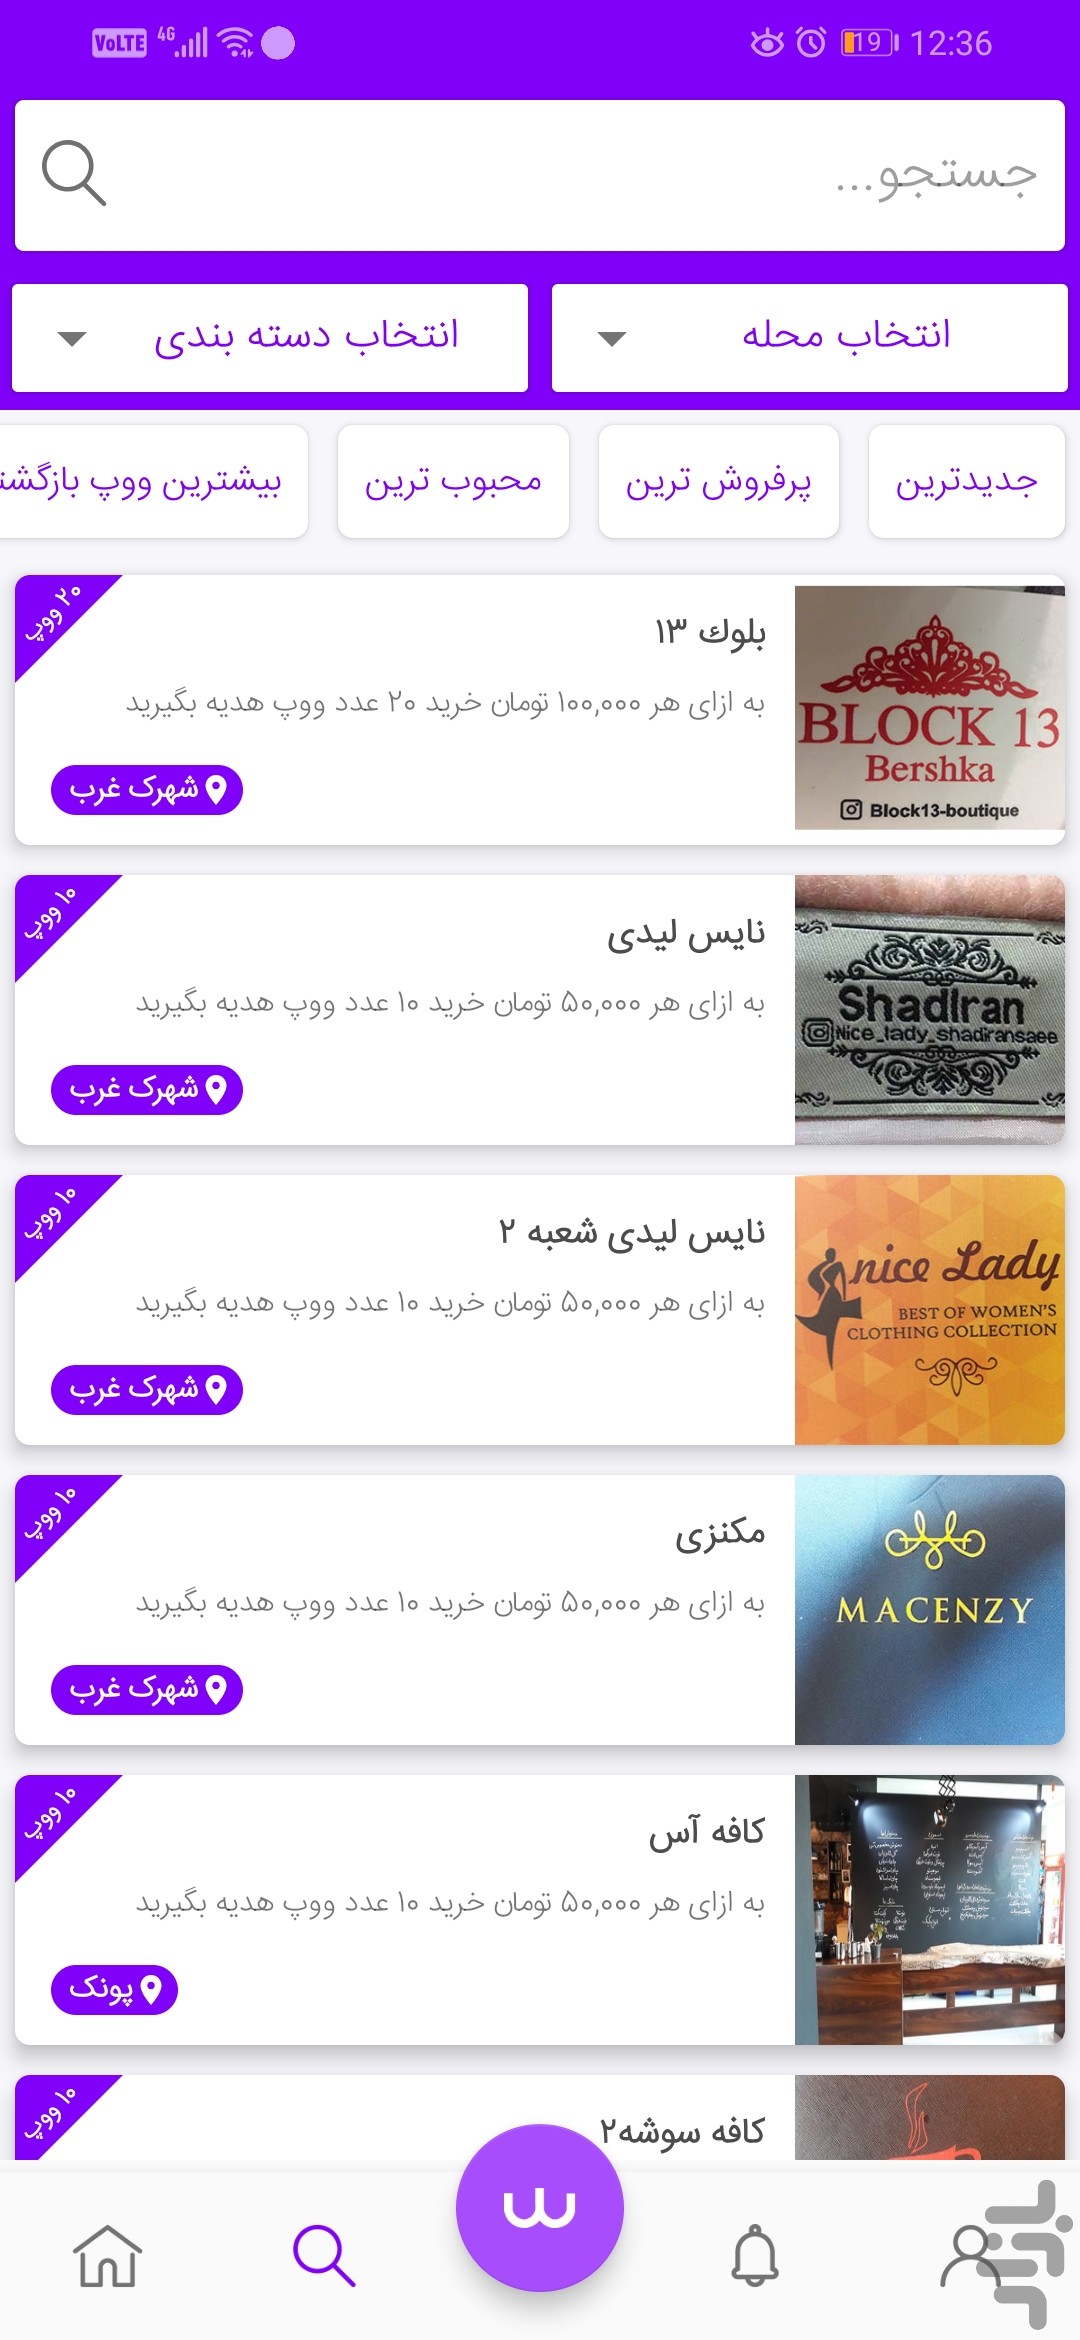 VoLTE 4G 19 12:36
جستجو...
انتخاب محله
انتخاب دسته بندی
جدیدترین
پرفروش ترین
محبوب ترین
بیشترین ووپ بازگشت
۲۰ ووپ
بلوك ۱۳
به ازای هر ۱۰۰,۰۰۰ تومان خرید ۲۰ عدد ووپ هدیه بگیرید
شهرک غرب
BLOCK 13
Bershka
Block13-boutique
۱۰ ووپ
نایس لیدی
به ازای هر ۵۰,۰۰۰ تومان خرید ۱۰ عدد ووپ هدیه بگیرید
شهرک غرب
ShadIran
Nice_lady_shadiransaee
۱۰ ووپ
نایس لیدی شعبه ۲
به ازای هر ۵۰,۰۰۰ تومان خرید ۱۰ عدد ووپ هدیه بگیرید
شهرک غرب
nice Lady
BEST OF WOMEN'S
CLOTHING COLLECTION
۱۰ ووپ
مکنزی
به ازای هر ۵۰,۰۰۰ تومان خرید ۱۰ عدد ووپ هدیه بگیرید
شهرک غرب
MACENZY
۱۰ ووپ
کافه آس
به ازای هر ۵۰,۰۰۰ تومان خرید ۱۰ عدد ووپ هدیه بگیرید
پونک
۱۰ ووپ
کافه سوشه۲